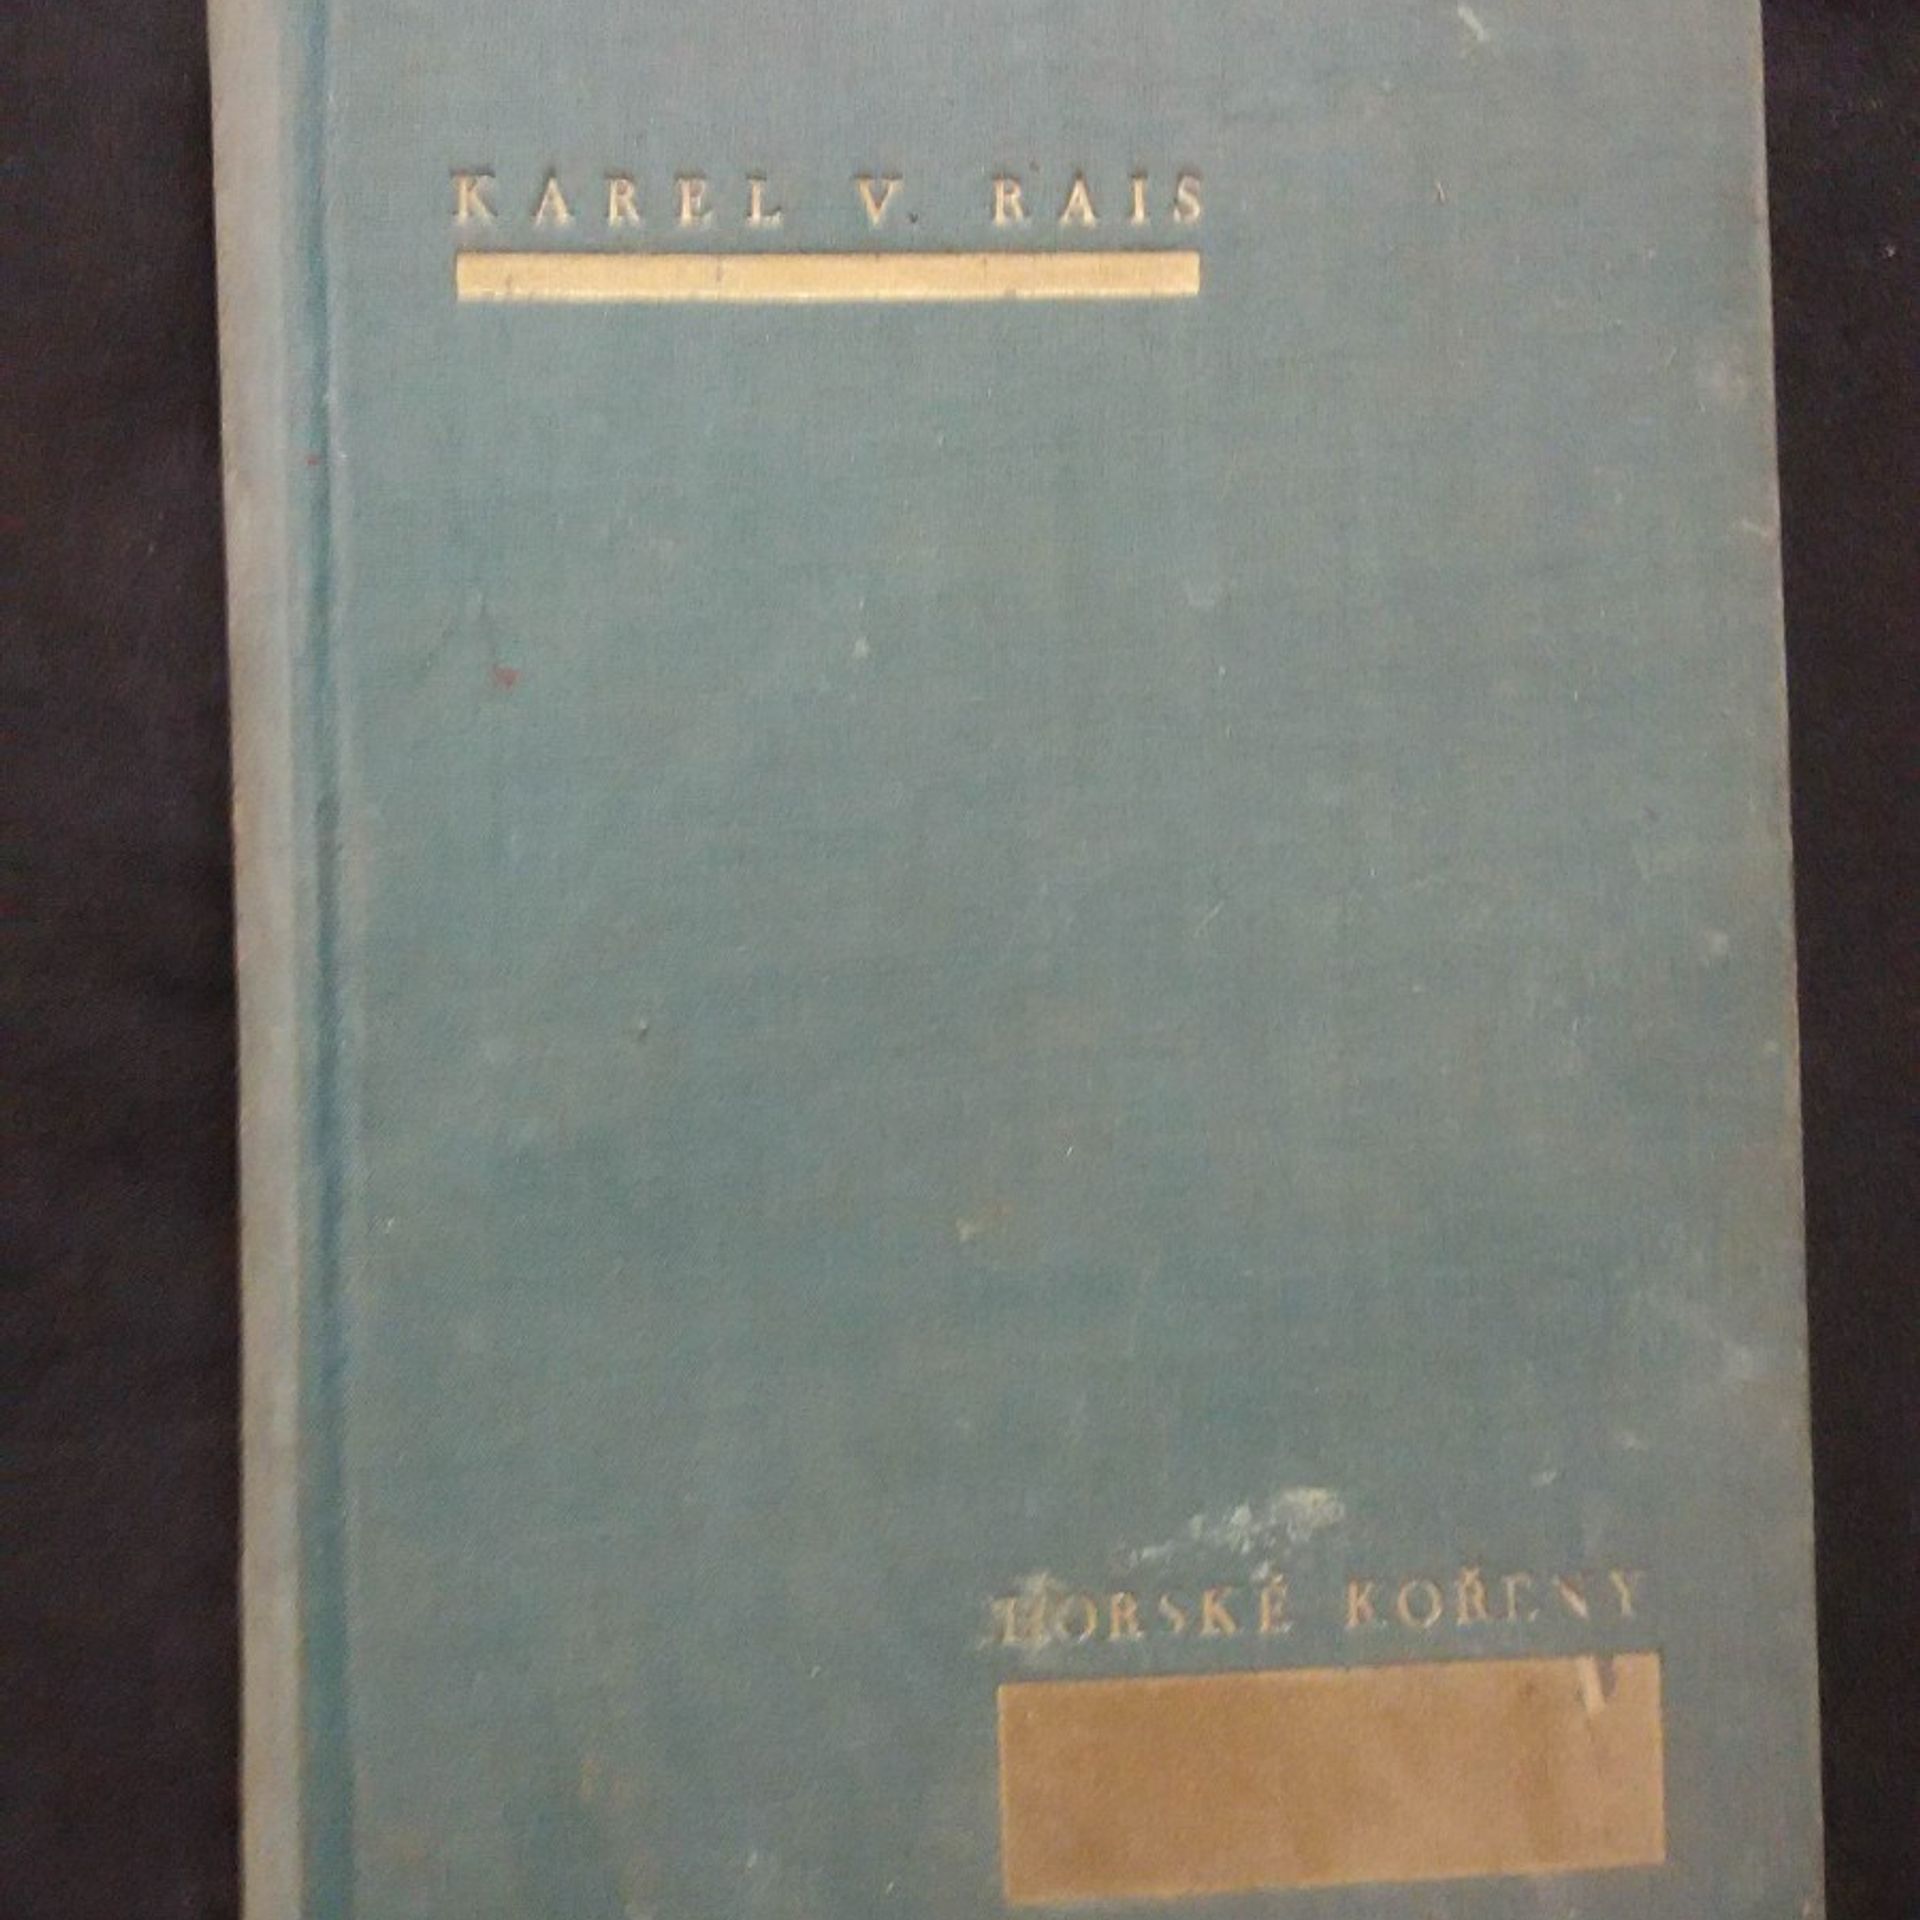 KAREL V. RAIS
HORSKÉ KOŘENY